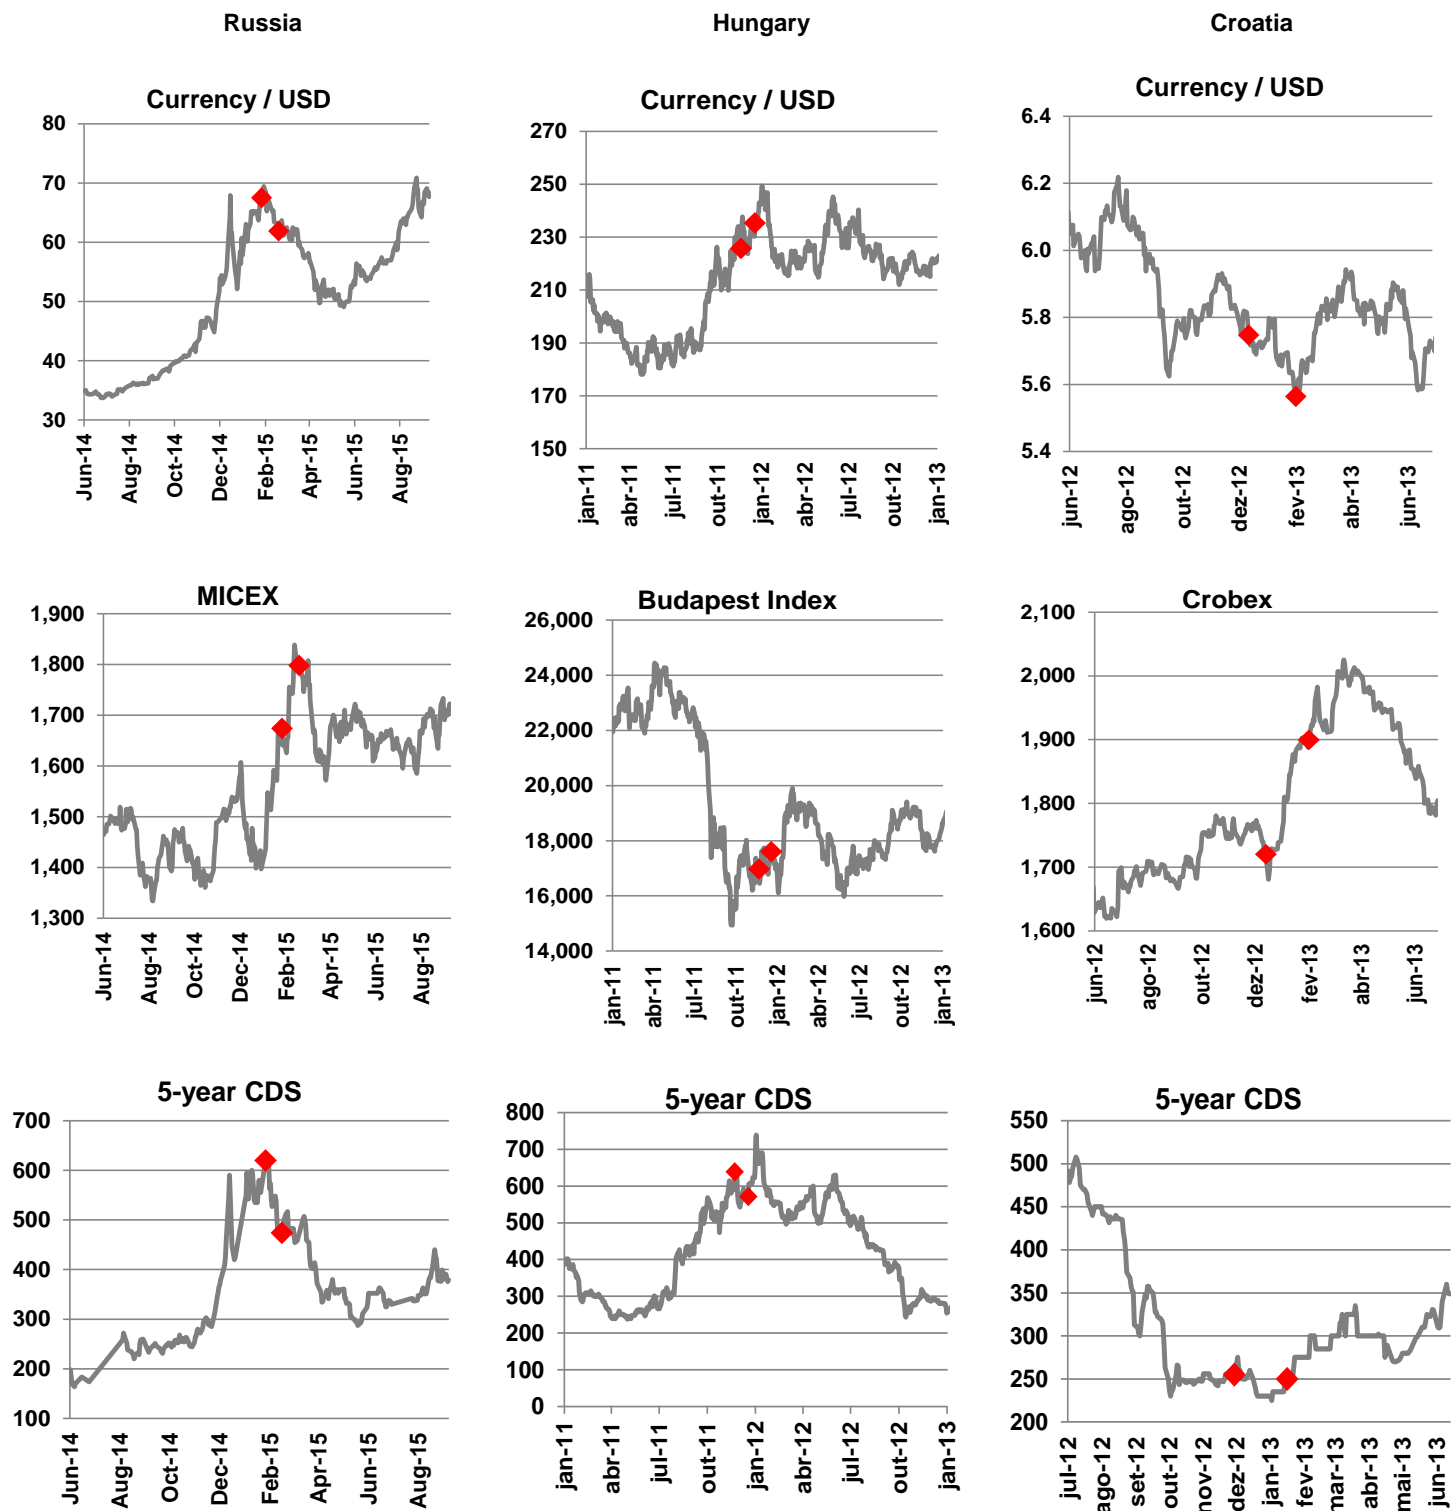 Russia Hungary Croatia
Currency / USD Currency / USD Currency / USD
80 70 60 50 40 30
Jun-14 Aug-14 Oct-14 Dec-14 Feb-15 Apr-15 Jun-15 Aug-15
270 250 230 210 190 170 150
jan-11 abr-11 jul-11 out-11 jan-12 abr-12 jul-12 out-12 jan-13
6.4 6.2 6.0 5.8 5.6 5.4
jun-12 ago-12 out-12 dez-12 fev-13 abr-13 jun-13
MICEX Budapest Index Crobex
1,900 1,800 1,700 1,600 1,500 1,400 1,300
Jun-14 Aug-14 Oct-14 Dec-14 Feb-15 Apr-15 Jun-15 Aug-15
26,000 24,000 22,000 20,000 18,000 16,000 14,000
jan-11 abr-11 jul-11 out-11 jan-12 abr-12 jul-12 out-12 jan-13
2,100 2,000 1,900 1,800 1,700 1,600
jun-12 ago-12 out-12 dez-12 fev-13 abr-13 jun-13
5-year CDS 5-year CDS 5-year CDS
700 600 500 400 300 200 100
Jun-14 Aug-14 Oct-14 Dec-14 Feb-15 Apr-15 Jun-15 Aug-15
800 700 600 500 400 300 200 100 0
jan-11 abr-11 jul-11 out-11 jan-12 abr-12 jul-12 out-12 jan-13
550 500 450 400 350 300 250 200
jul-12 ago-12 set-12 out-12 nov-12 dez-12 jan-13 fev-13 mar-13 abr-13 mai-13 jun-13